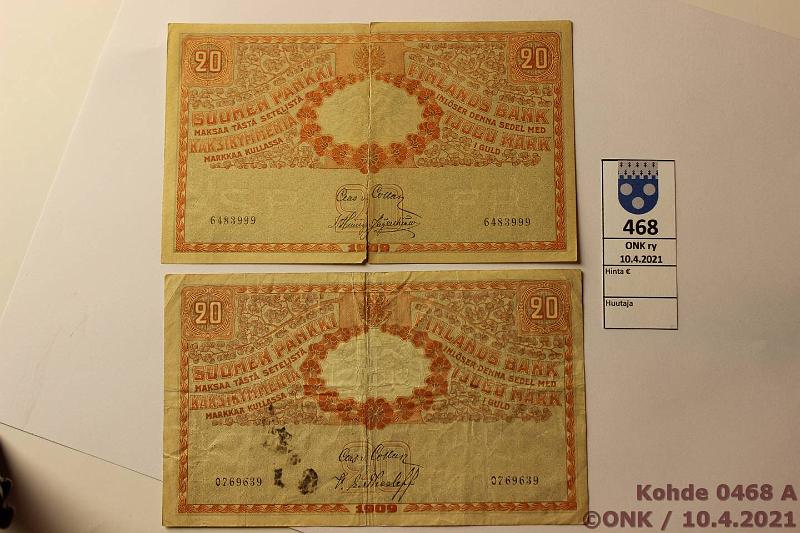 20
20
SUOMEN PANKKI
MAKSAA TÄSTÄ SETELISTÄ
KAKSIKYMMENTÄ
MARKKAA KULLASSA
FINLANDS BANK
INLÖSER DENNA SEDEL MED
TJUGU MARK
I GULD
6483999
6483999
1909
20
20
SUOMEN PANKKI
MAKSAA TÄSTÄ SETELISTÄ
KAKSIKYMMENTÄ
MARKKAA KULLASSA
FINLANDS BANK
INLÖSER DENNA SEDEL MED
TJUGU MARK
I GULD
0769639
0769639
1909
468
ONK ry
10.4.2021
Hinta €
Huutaja
Kohde 0468 A
©ONK / 10.4.2021